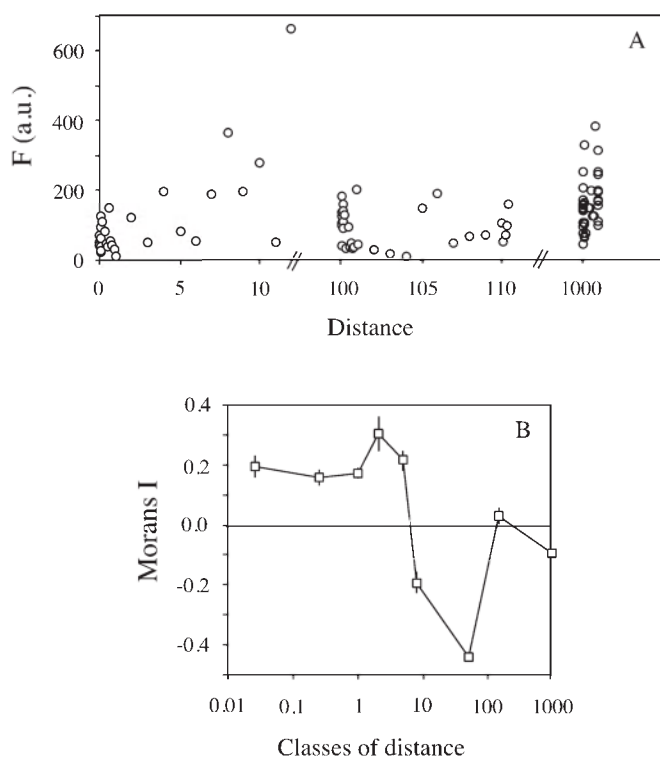 A
600
400
200
0
F (a.u.)
0 5 10 100 105 110 1000
Distance
B
0.4
0.2
0.0
-0.2
-0.4
Morans I
0.01 0.1 1 10 100 1000
Classes of distance